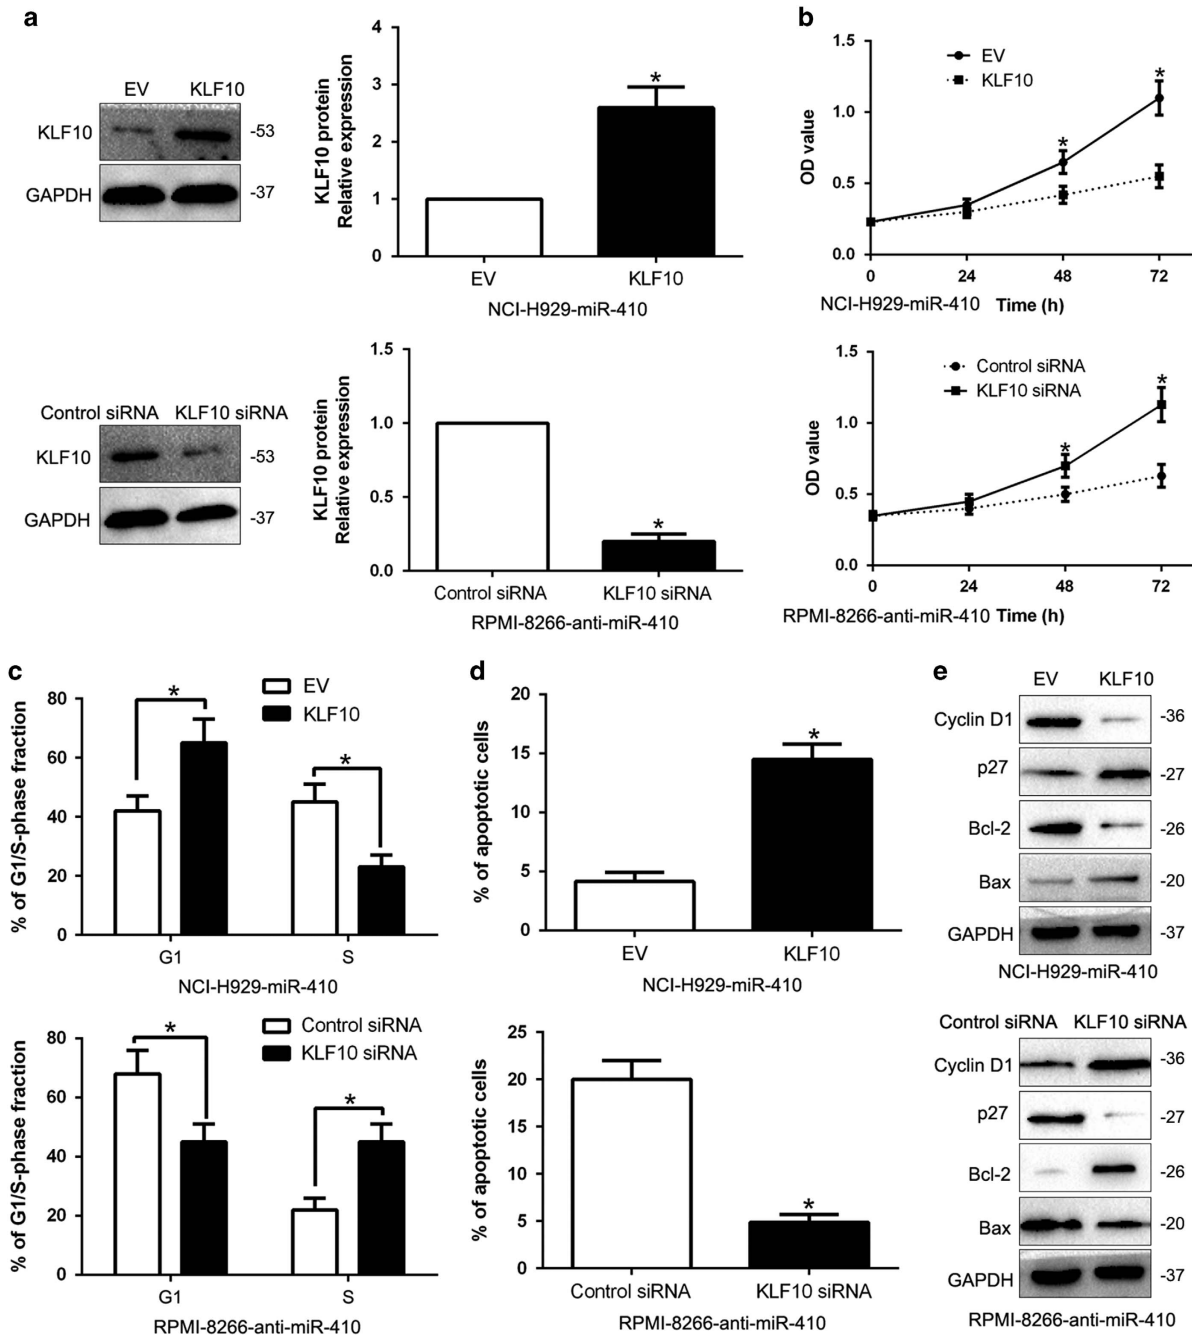 a
EV KLF10
KLF10 -53
GAPDH -37
KLF10 protein
Relative expression
4
3
2
1
0
*
EV KLF10
NCI-H929-miR-410
Control siRNA KLF10 siRNA
KLF10 -53
GAPDH -37
KLF10 protein
Relative expression
1.5
1.0
0.5
0.0
*
Control siRNA KLF10 siRNA
RPMI-8266-anti-miR-410
b
OD value
1.5
1.0
0.5
0.0
EV
KLF10
* *
0 24 48 72
NCI-H929-miR-410 Time (h)
OD value
1.5
1.0
0.5
0.0
Control siRNA
KLF10 siRNA
* *
0 24 48 72
RPMI-8266-anti-miR-410 Time (h)
c
% of G1/S-phase fraction
80
60
40
20
0
EV
KLF10
* *
G1 S
NCI-H929-miR-410
% of G1/S-phase fraction
80
60
40
20
0
Control siRNA
KLF10 siRNA
* *
G1 S
RPMI-8266-anti-miR-410
d
% of apoptotic cells
20
15
10
5
0
*
EV KLF10
NCI-H929-miR-410
% of apoptotic cells
25
20
15
10
5
0
*
Control siRNA KLF10 siRNA
RPMI-8266-anti-miR-410
e
EV KLF10
Cyclin D1 -36
p27 -27
Bcl-2 -26
Bax -20
GAPDH -37
NCI-H929-miR-410
Control siRNA KLF10 siRNA
Cyclin D1 -36
p27 -27
Bcl-2 -26
Bax -20
GAPDH -37
RPMI-8266-anti-miR-410